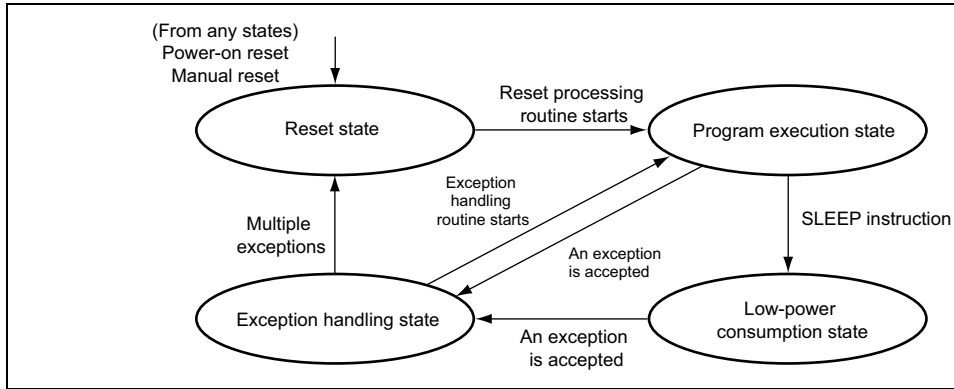 (From any states)
Power-on reset
Manual reset
Reset state
Reset processing
routine starts
Program execution state
Exception
handling
routine starts
Multiple
exceptions
SLEEP instruction
An exception
is accepted
Exception handling state
An exception
is accepted
Low-power
consumption state